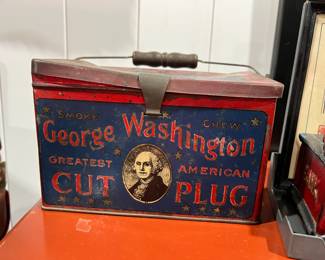 SMOKE CHEW
George Washington
GREATEST AMERICAN
CUT PLUG